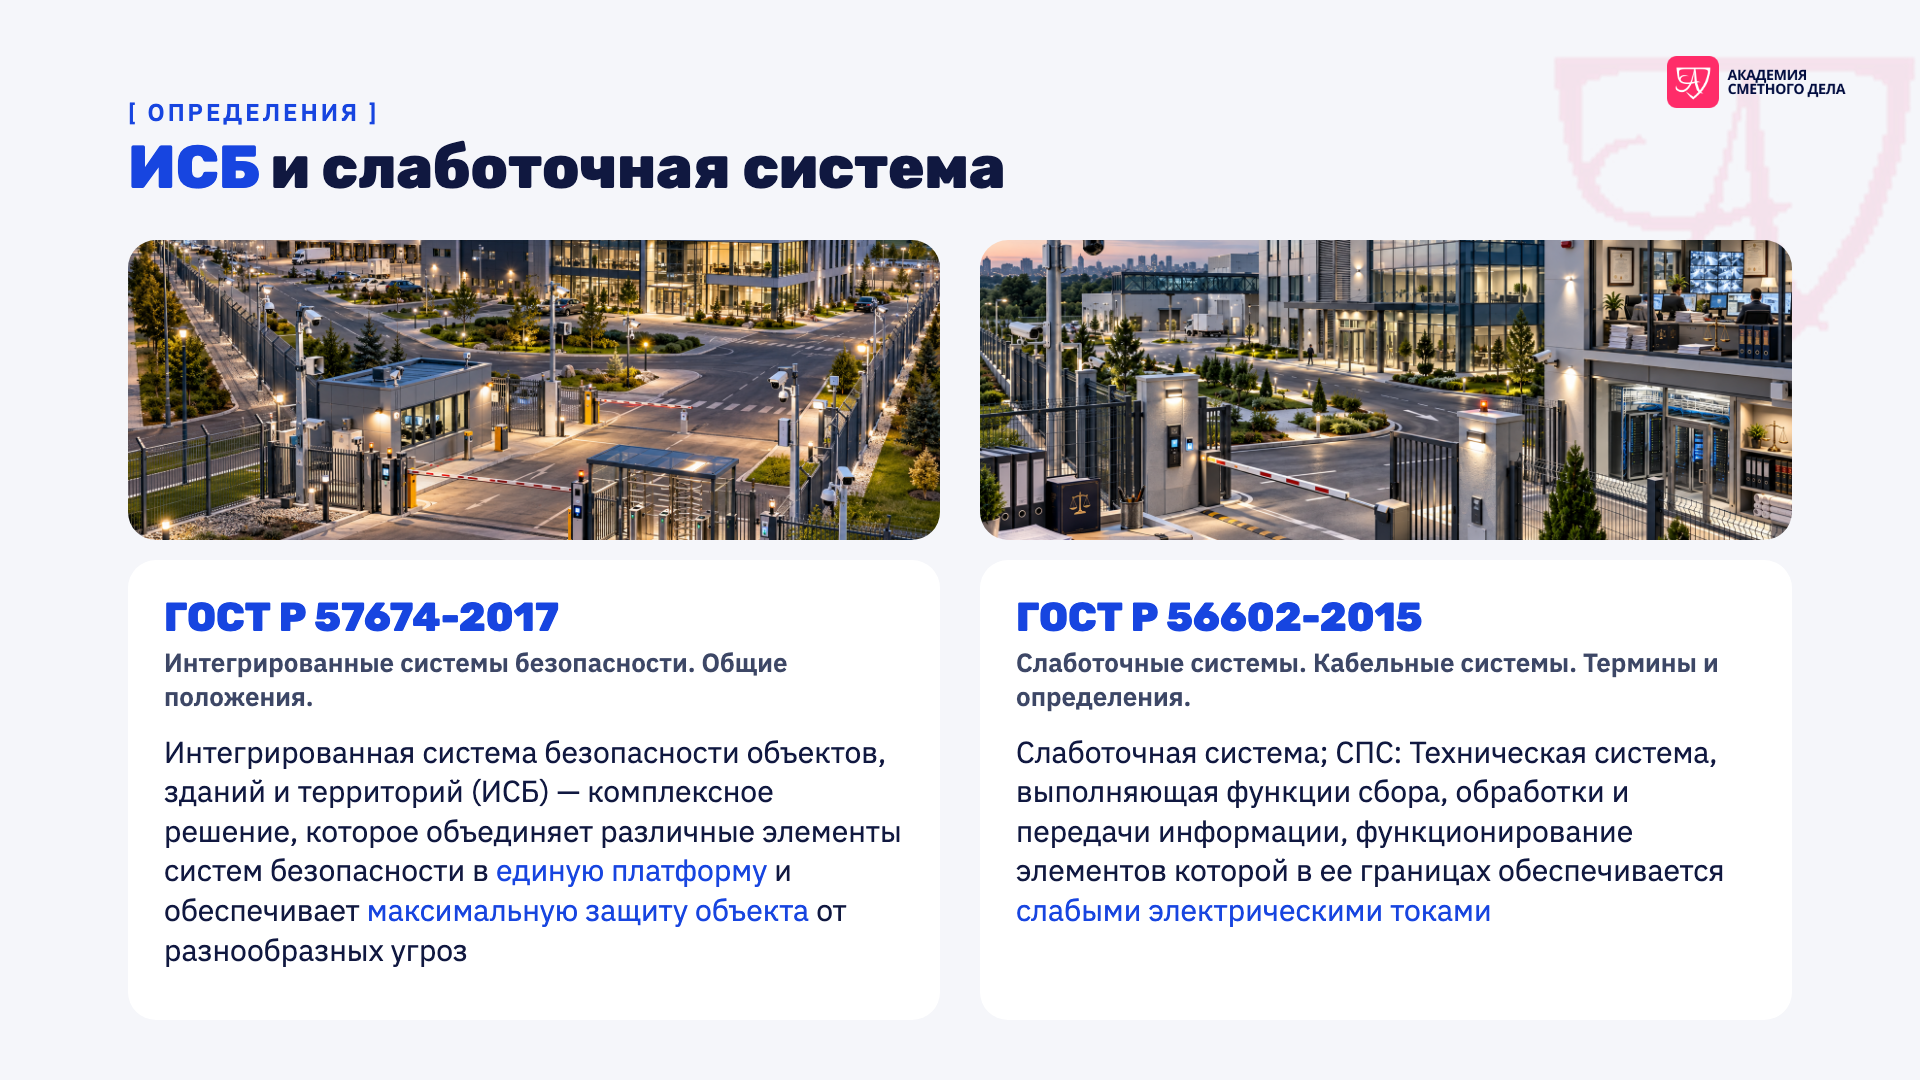 [ ОПРЕДЕЛЕНИЯ ]
ИСБ и слаботочная система
АКАДЕМИЯ
СМЕТНОГО ДЕЛА
ГОСТ Р 57674-2017
Интегрированные системы безопасности. Общие
положения.
Интегрированная система безопасности объектов,
зданий и территорий (ИСБ) — комплексное
решение, которое объединяет различные элементы
систем безопасности в единую платформу и
обеспечивает максимальную защиту объекта от
разнообразных угроз
ГОСТ Р 56602-2015
Слаботочные системы. Кабельные системы. Термины и
определения.
Слаботочная система; СПС: Техническая система,
выполняющая функции сбора, обработки и
передачи информации, функционирование
элементов которой в ее границах обеспечивается
слабыми электрическими токами